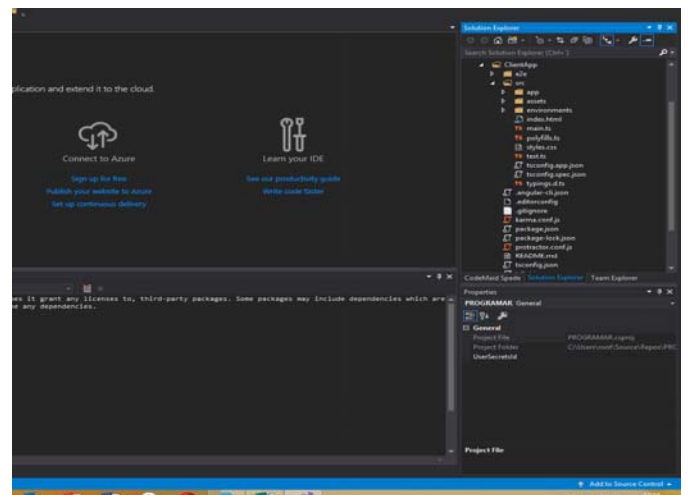 Solution Explorer
Search Solution Explorer (Ctrl+ç)
ClientApp
e2e
src
app
assets
environments
index.html
main.ts
polyfills.ts
styles.css
test.ts
tsconfig.app.json
tsconfig.spec.json
typings.d.ts
.angular-cli.json
.editorconfig
.gitignore
karma.conf.js
package.json
package-lock.json
protractor.conf.js
README.md
tsconfig.json
CodeMaid Spade Solution Explorer Team Explorer
plication and extend it to the cloud.
Connect to Azure
Sign up for free
Publish your website to Azure
Set up continuous delivery
Learn your IDE
See our productivity guide
Write code faster
es it grant any licenses to, third-party packages. Some packages may include dependencies which are
e any dependencies.
Properties
PROGRAMAR General
General
Project File PROGRAMAR.csproj
Project Folder
UserSecretsId
Project File
Add to Source Control